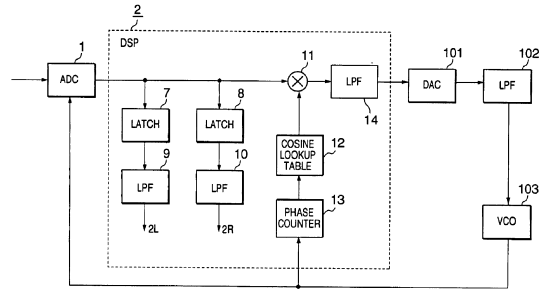 2
DSP
1
ADC
11
LPF
14
101
DAC
102
LPF
7
LATCH
8
LATCH
9
LPF
10
LPF
12
COSINE
LOOKUP
TABLE
13
PHASE
COUNTER
103
VCO
2L
2R